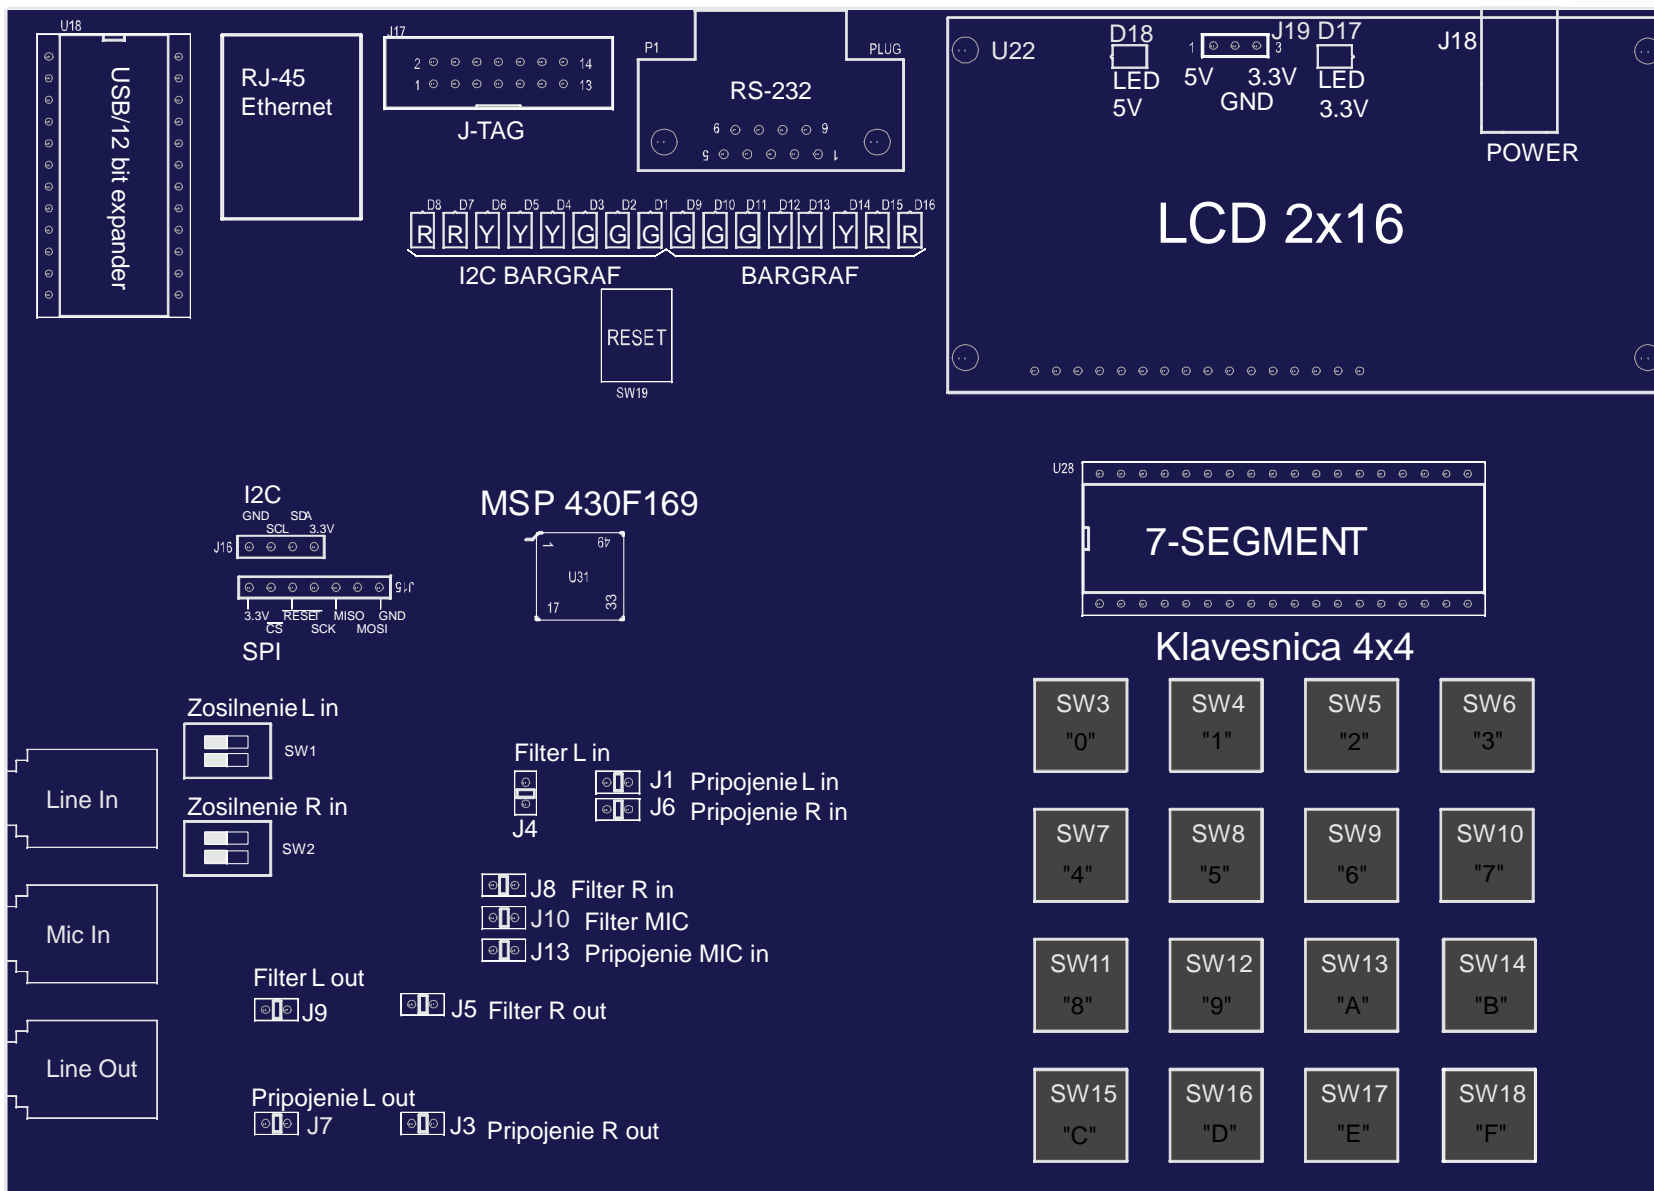 U18
USB/12 bit expander
RJ-45
Ethernet
J17
2 14
1 13
J-TAG
P1 PLUG
RS-232
9 6
5 1
U22
D18
LED
5V
1 3
J19
5V 3.3V
GND
D17
LED
3.3V
J18
POWER
LCD 2x16
D8 D7 D6 D5 D4 D3 D2 D1 D9 D10 D11 D12 D13 D14 D15 D16
R R Y Y Y G G G G G G Y Y Y R R
I2C BARGRAF BARGRAF
RESET
SW19
I2C
GND SDA
SCL 3.3V
J16
J15
3.3V RESET MISO GND
CS SCK MOSI
SPI
MSP 430F169
1 49
U31
17 33
U28
7-SEGMENT
Klavesnica 4x4
SW3 SW4 SW5 SW6
"0" "1" "2" "3"
SW7 SW8 SW9 SW10
"4" "5" "6" "7"
SW11 SW12 SW13 SW14
"8" "9" "A" "B"
SW15 SW16 SW17 SW18
"C" "D" "E" "F"
Zosilnenie L in
SW1
Zosilnenie R in
SW2
Line In
Mic In
Line Out
Filter L in
J4
J1 Pripojenie L in
J6 Pripojenie R in
J8 Filter R in
J10 Filter MIC
J13 Pripojenie MIC in
Filter L out
J9
J5 Filter R out
Pripojenie L out
J7
J3 Pripojenie R out